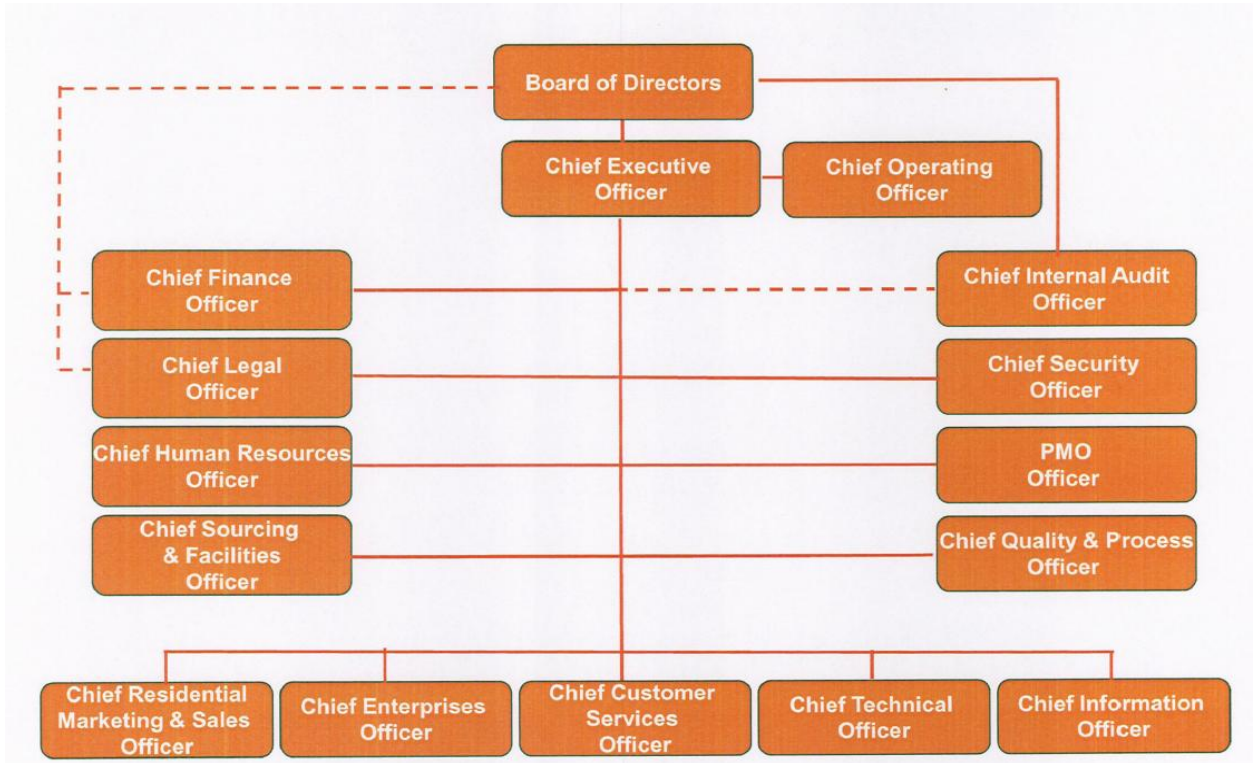 Board of Directors
Chief Executive
Officer
Chief Operating
Officer
Chief Finance
Officer
Chief Internal Audit
Officer
Chief Legal
Officer
Chief Security
Officer
Chief Human Resources
Officer
PMO
Officer
Chief Sourcing
& Facilities
Officer
Chief Quality & Process
Officer
Chief Residential
Marketing & Sales
Officer
Chief Enterprises
Officer
Chief Customer
Services
Officer
Chief Technical
Officer
Chief Information
Officer